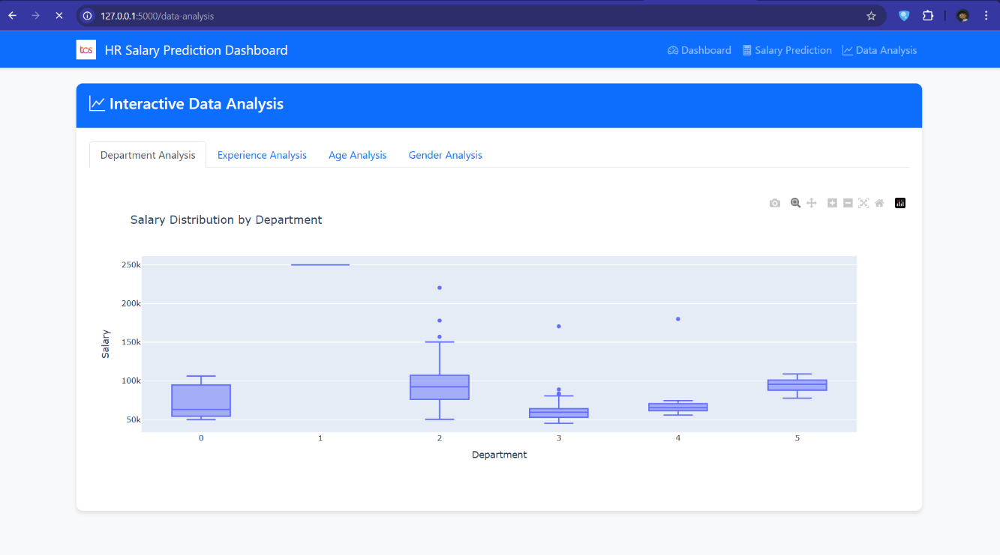 127.0.0.1:5000/data-analysis
tcs HR Salary Prediction Dashboard Dashboard Salary Prediction Data Analysis
Interactive Data Analysis
Department Analysis Experience Analysis Age Analysis Gender Analysis
Salary Distribution by Department
250k
200k
150k
100k
50k
Salary
0 1 2 3 4 5
Department